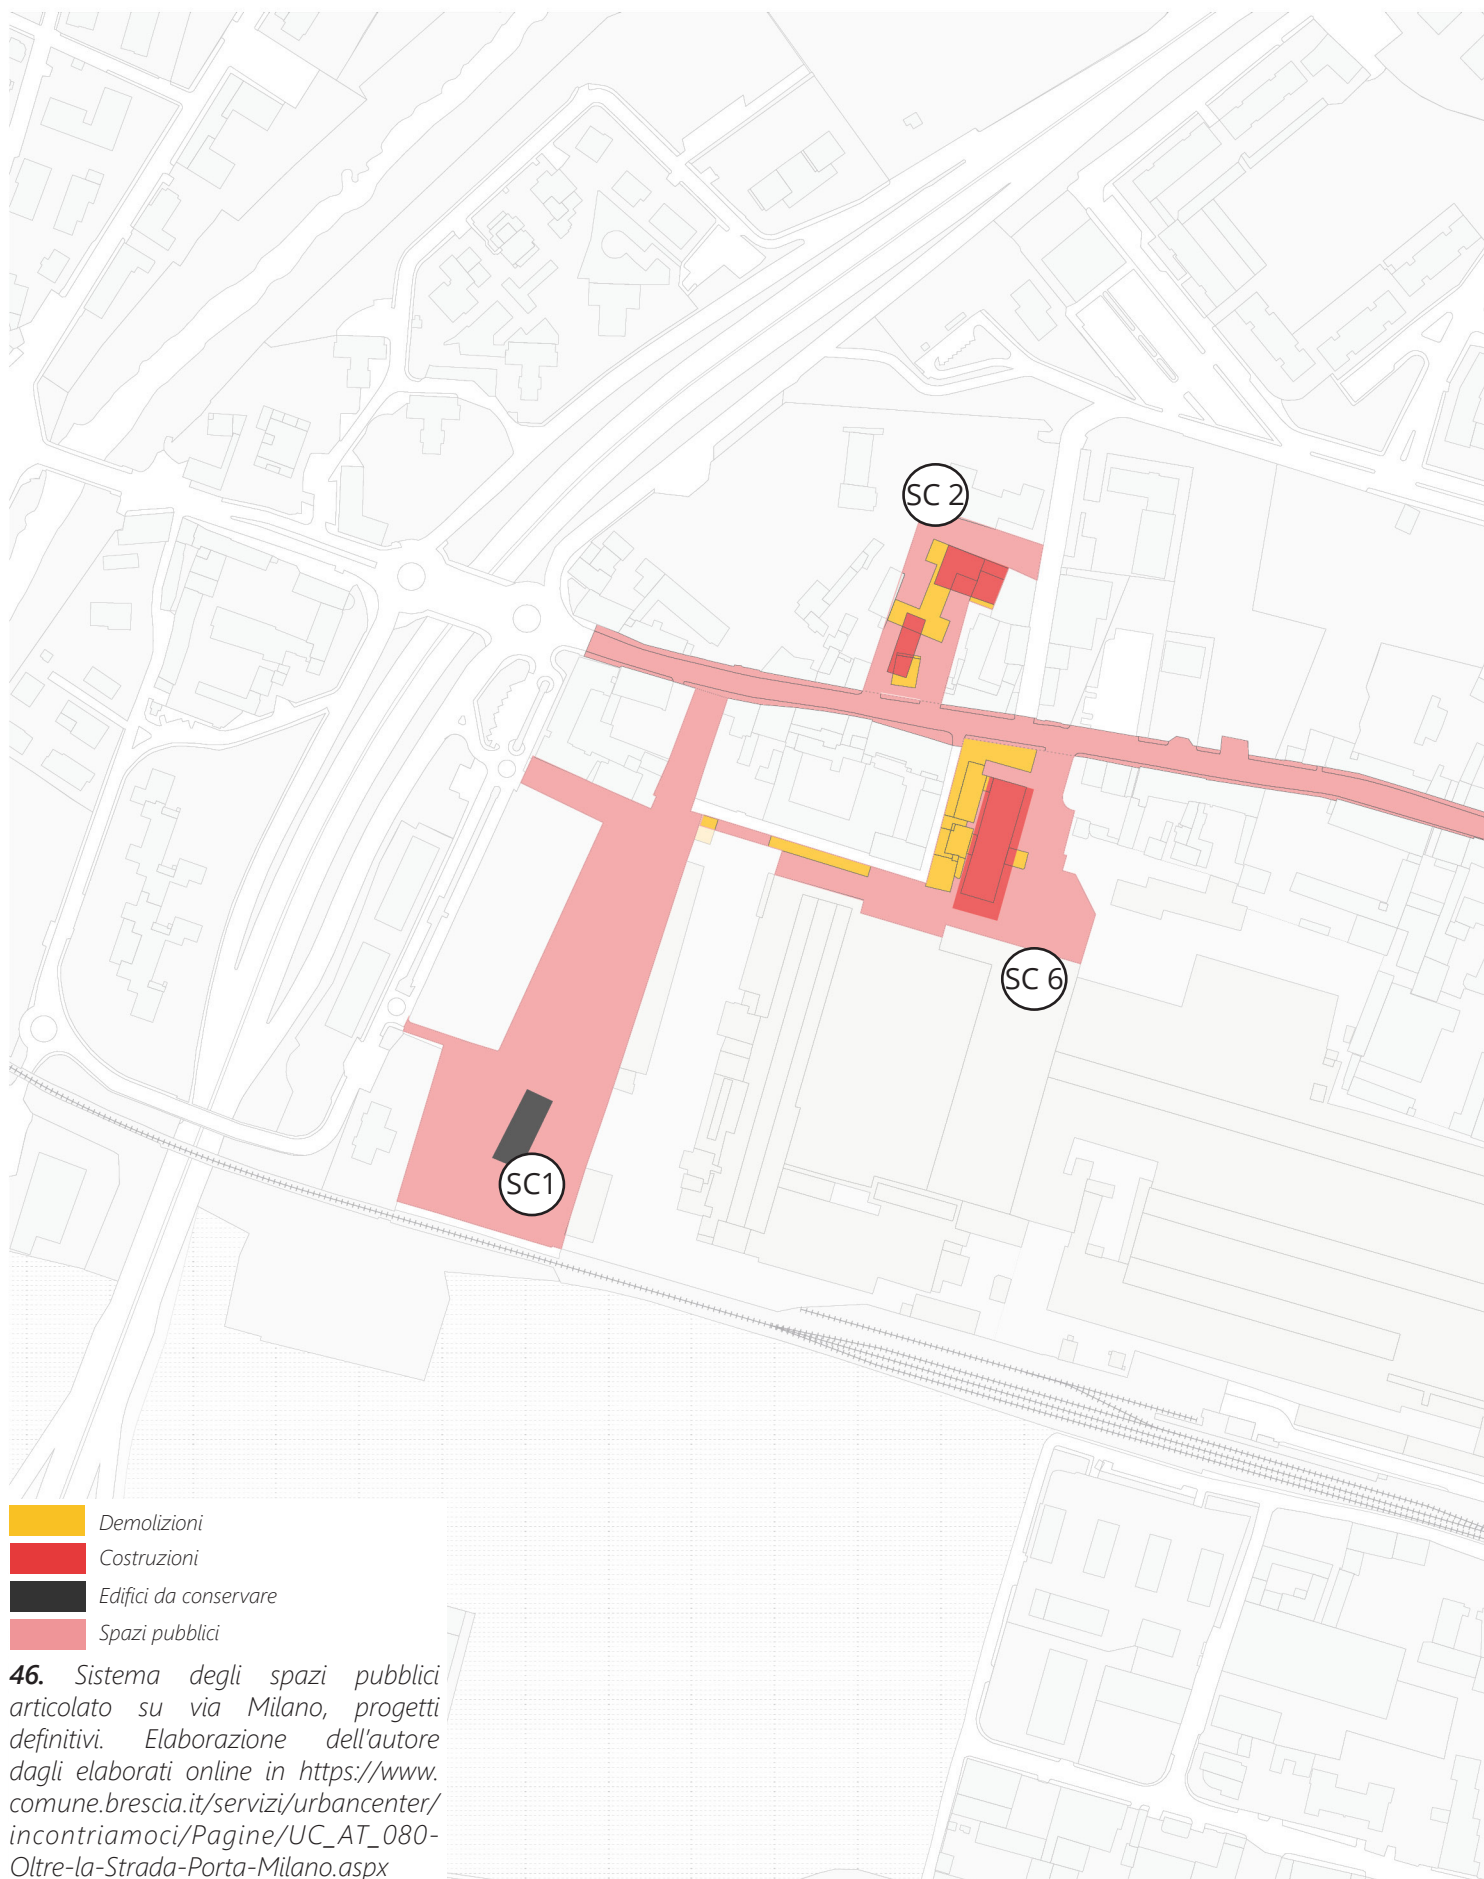 SC 2
SC 6
SC1
Demolizioni
Costruzioni
Edifici da conservare
Spazi pubblici
46. Sistema degli spazi pubblici
articolato su via Milano, progetti
definitivi. Elaborazione dell'autore
dagli elaborati online in https://www.
comune.brescia.it/servizi/urbancenter/
incontriamoci/Pagine/UC_AT_080-
Oltre-la-Strada-Porta-Milano.aspx